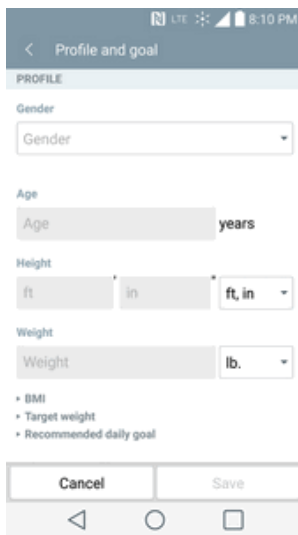 LTE 8:10 PM
< Profile and goal
PROFILE
Gender
Gender
Age
Age years
Height
ft ' in " ft, in
Weight
Weight lb.
BMI
Target weight
Recommended daily goal
Cancel Save